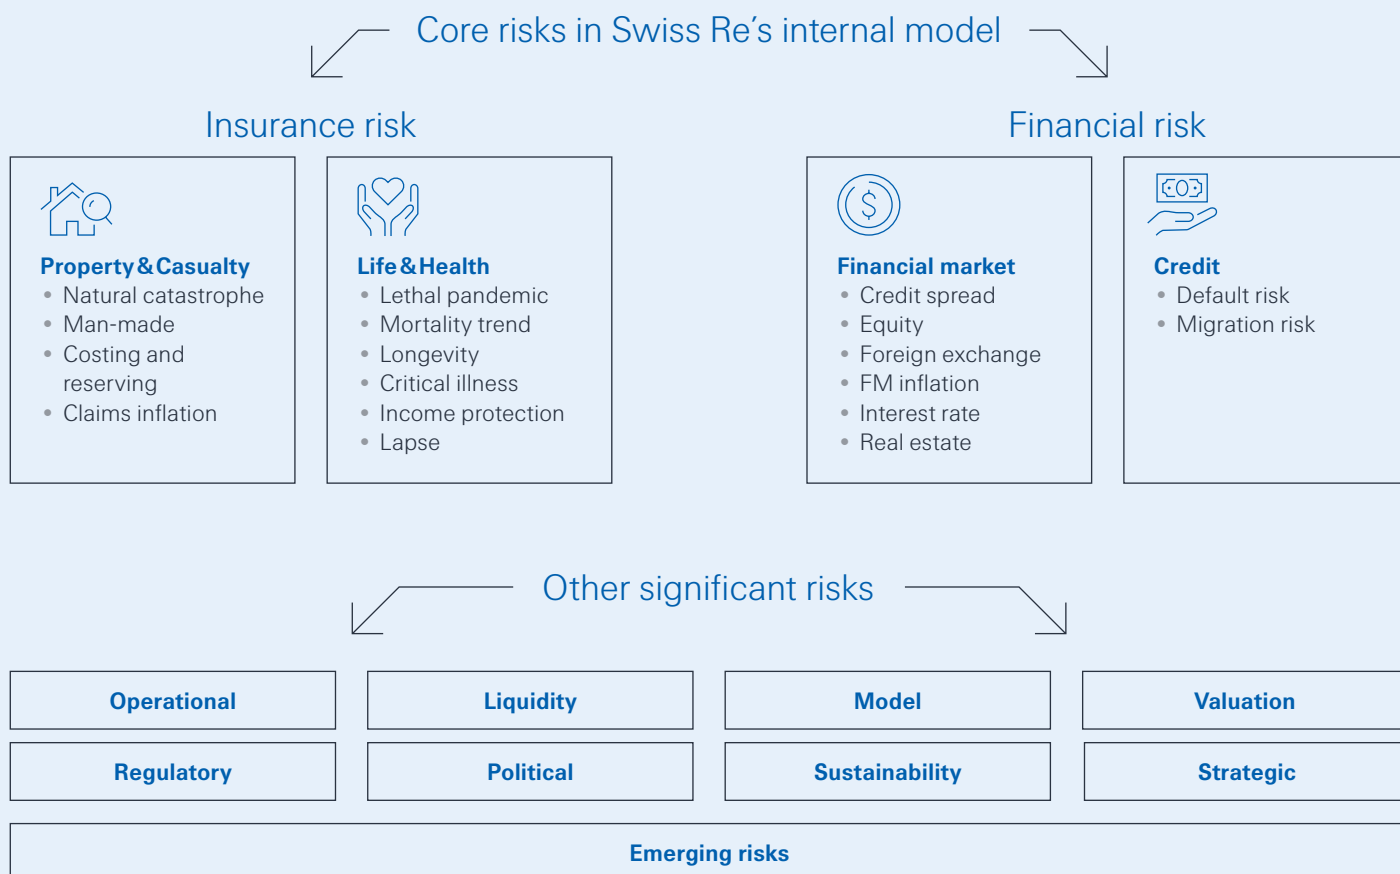 Core risks in Swiss Re’s internal model
Insurance risk
Financial risk
Property & Casualty
• Natural catastrophe
• Man-made
• Costing and
reserving
• Claims inflation
Life & Health
• Lethal pandemic
• Mortality trend
• Longevity
• Critical illness
• Income protection
• Lapse
$
Financial market
• Credit spread
• Equity
• Foreign exchange
• FM inflation
• Interest rate
• Real estate
Credit
• Default risk
• Migration risk
Other significant risks
Operational
Liquidity
Model
Valuation
Regulatory
Political
Sustainability
Strategic
Emerging risks